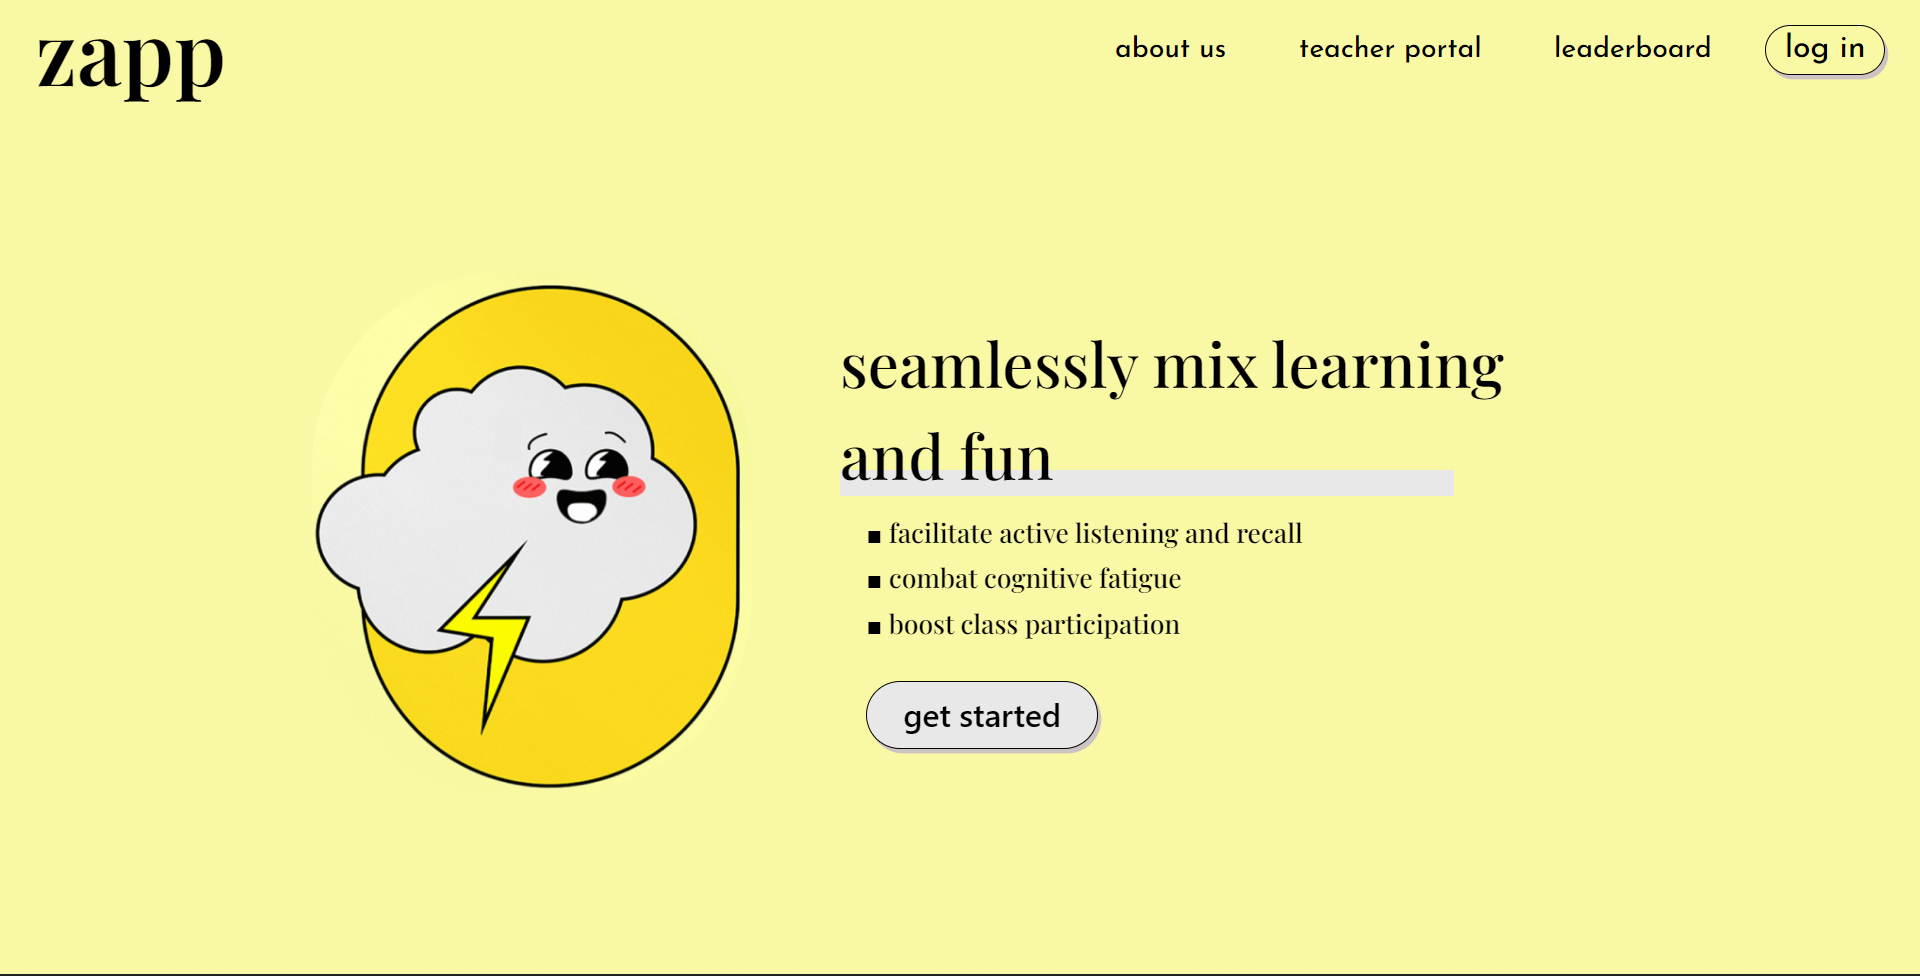 zapp
about us
teacher portal
leaderboard
log in
seamlessly mix learning
and fun
▪ facilitate active listening and recall
▪ combat cognitive fatigue
▪ boost class participation
get started